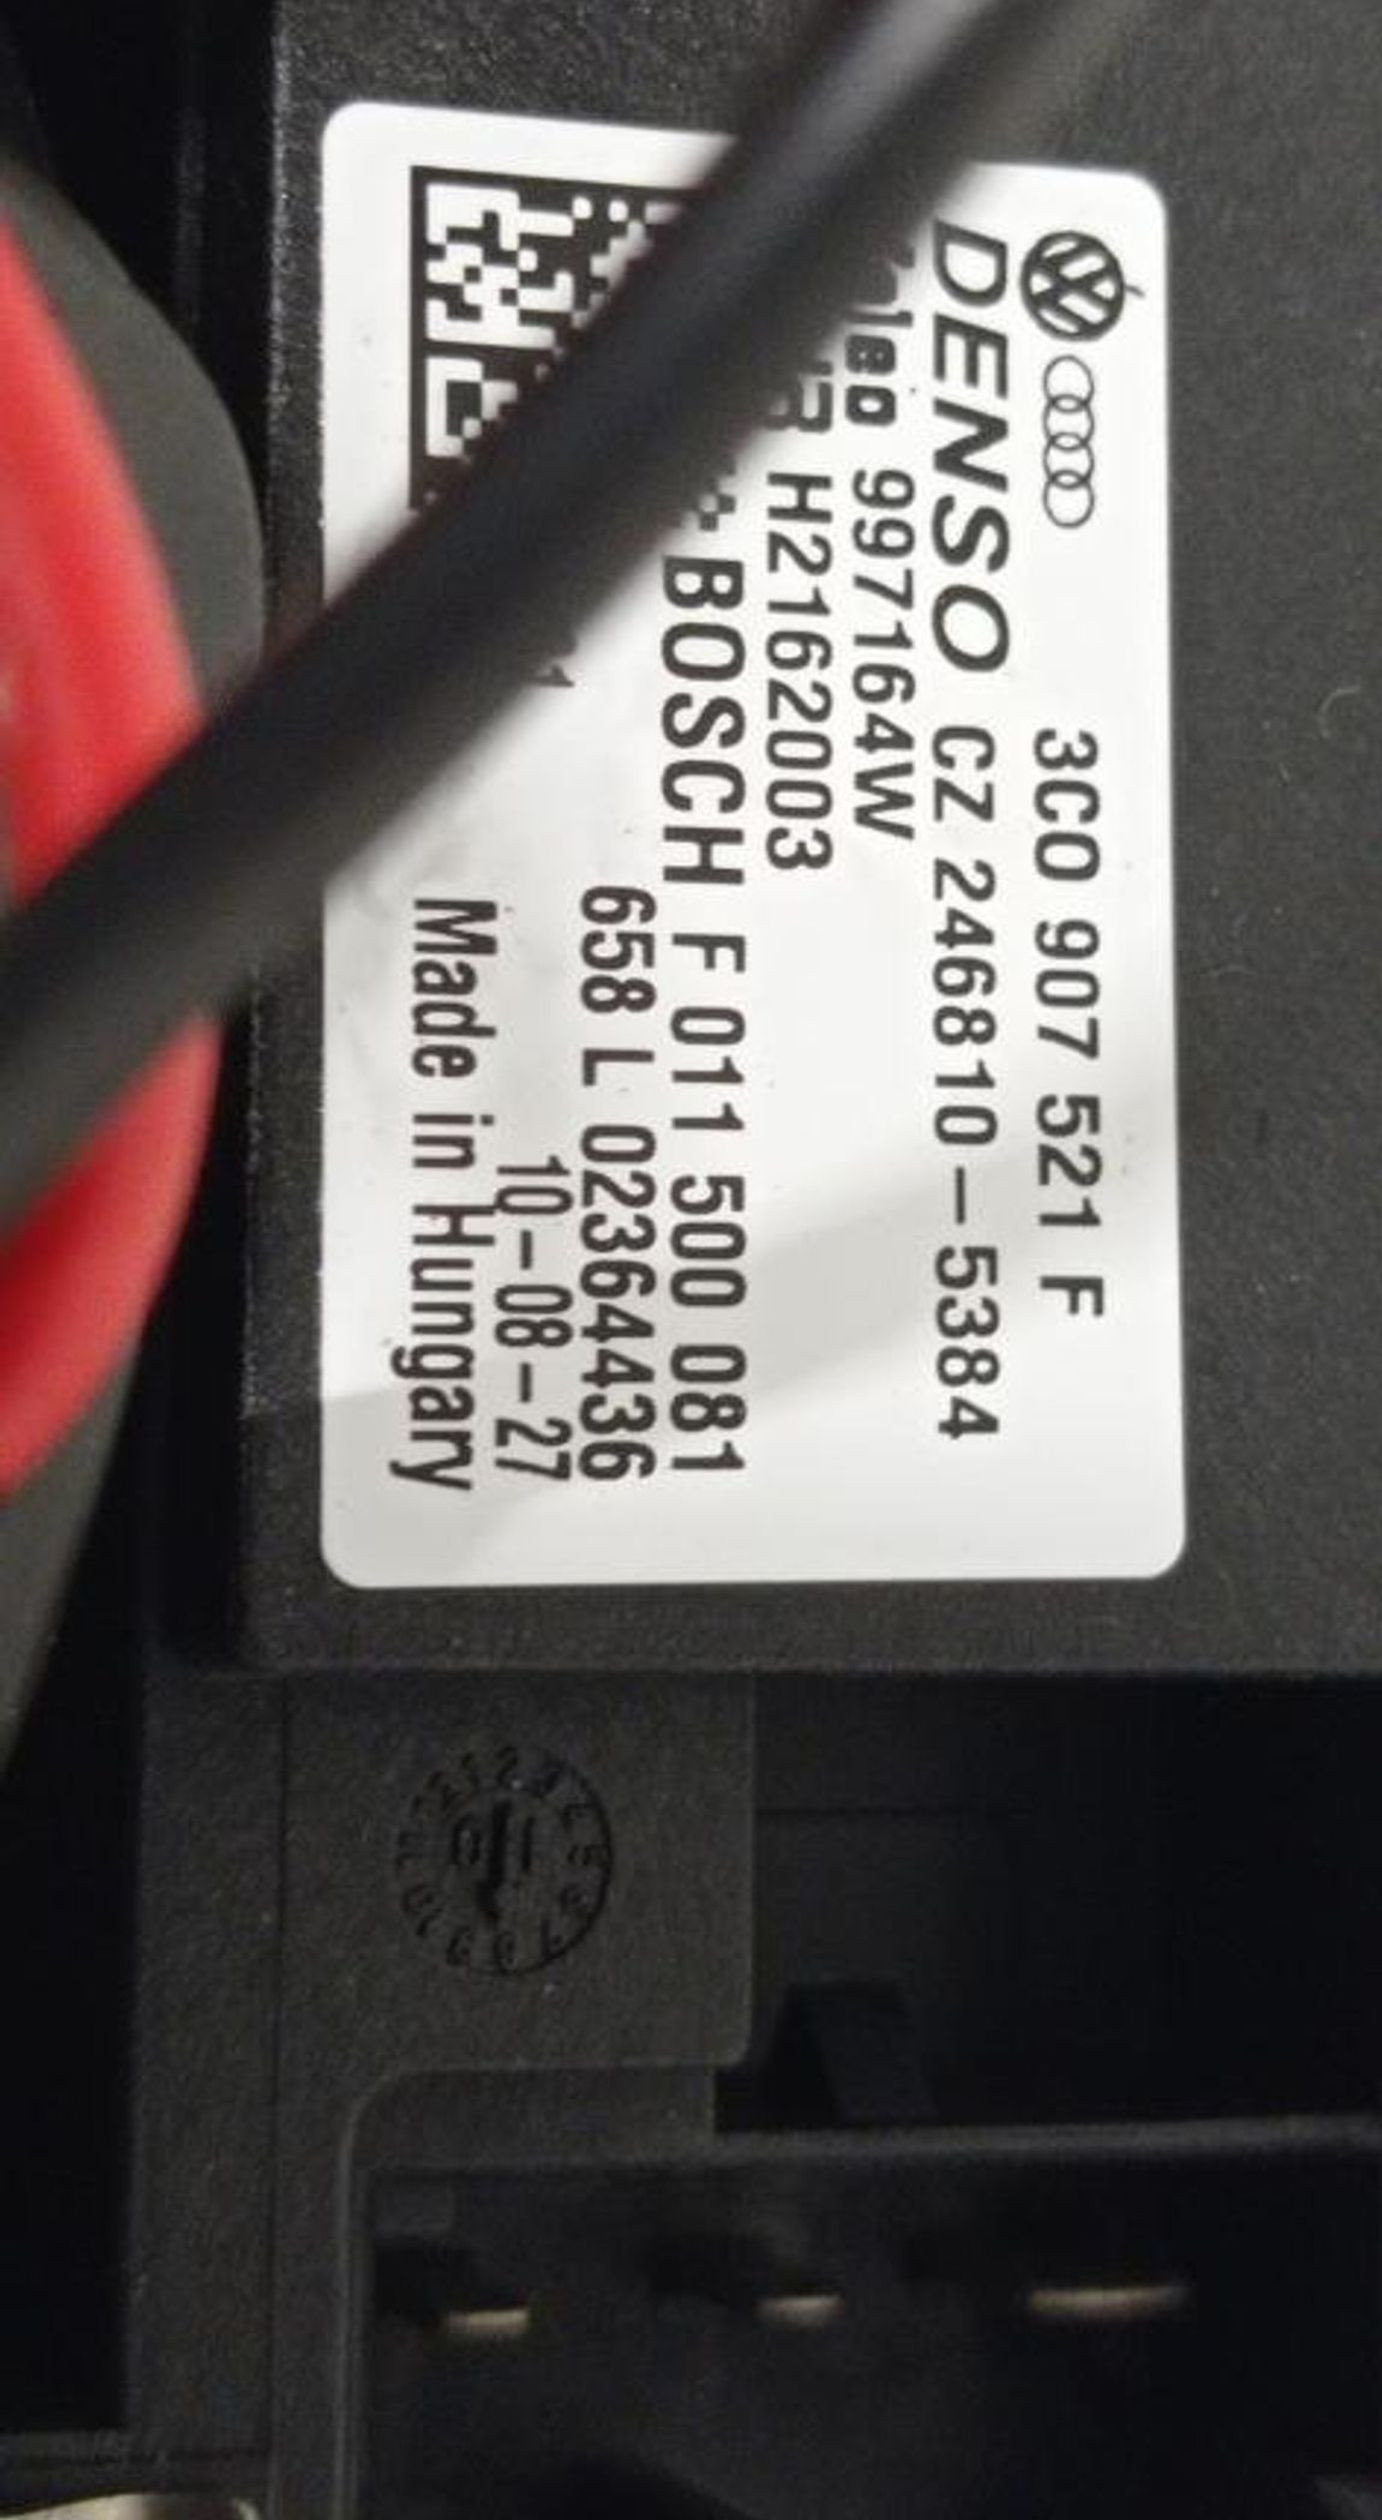 3C0 907 521 F
DENSO CZ 246810-5384
997164W
H2162003
BOSCH F 011 500 081
658 L 02364436
10-08-27
Made in Hungary